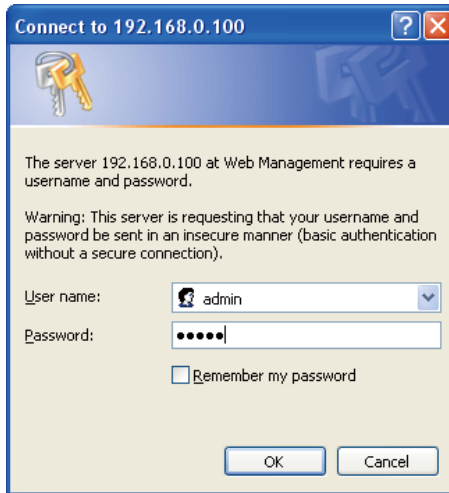 Connect to 192.168.0.100
The server 192.168.0.100 at Web Management requires a
username and password.
Warning: This server is requesting that your username and
password be sent in an insecure manner (basic authentication
without a secure connection).
User name:
admin
Password:
●●●●●
Remember my password
OK
Cancel